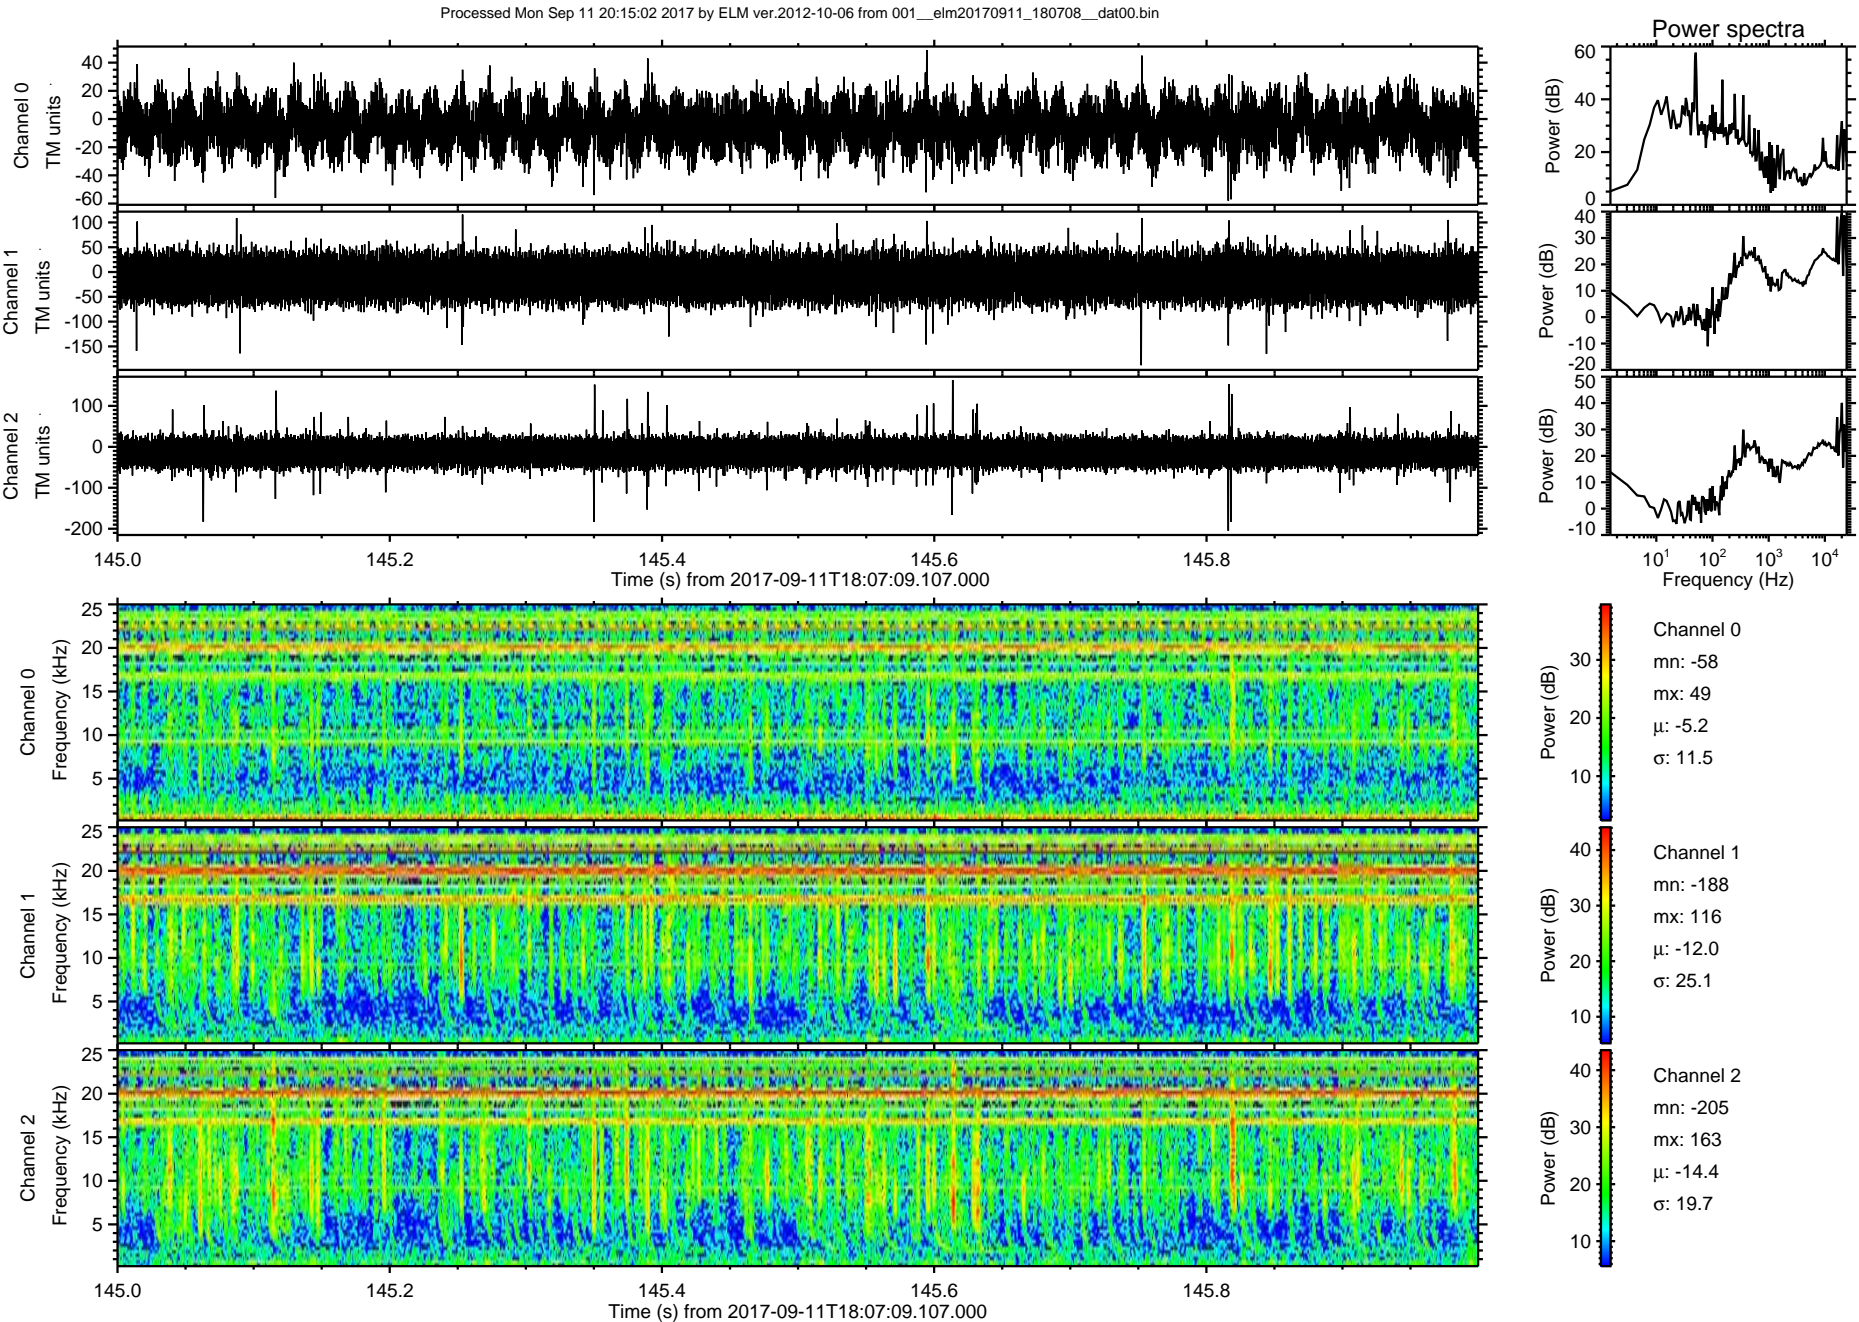 Processed Mon Sep 11 20:15:02 2017 by ELM ver.2012-10-06 from 001__elm20170911_180708__dat00.bin
Power spectra
Channel 0
TM units
40
20
0
-20
-40
-60
Power (dB)
60
40
20
0
Channel 1
TM units
100
50
0
-50
-100
-150
Power (dB)
40
30
20
10
0
-10
-20
Channel 2
TM units
100
0
-100
-200
Power (dB)
50
40
30
20
10
0
-10
145.0 145.2 145.4 145.6 145.8
Time (s) from 2017-09-11T18:07:09.107.000
10^1 10^2 10^3 10^4
Frequency (Hz)
Channel 0
Frequency (kHz)
25
20
15
10
5
Power (dB)
30
20
10
Channel 0
mn: -58
mx: 49
μ: -5.2
σ: 11.5
Channel 1
Frequency (kHz)
25
20
15
10
5
Power (dB)
40
30
20
10
Channel 1
mn: -188
mx: 116
μ: -12.0
σ: 25.1
Channel 2
Frequency (kHz)
25
20
15
10
5
Power (dB)
40
30
20
10
Channel 2
mn: -205
mx: 163
μ: -14.4
σ: 19.7
145.0 145.2 145.4 145.6 145.8
Time (s) from 2017-09-11T18:07:09.107.000